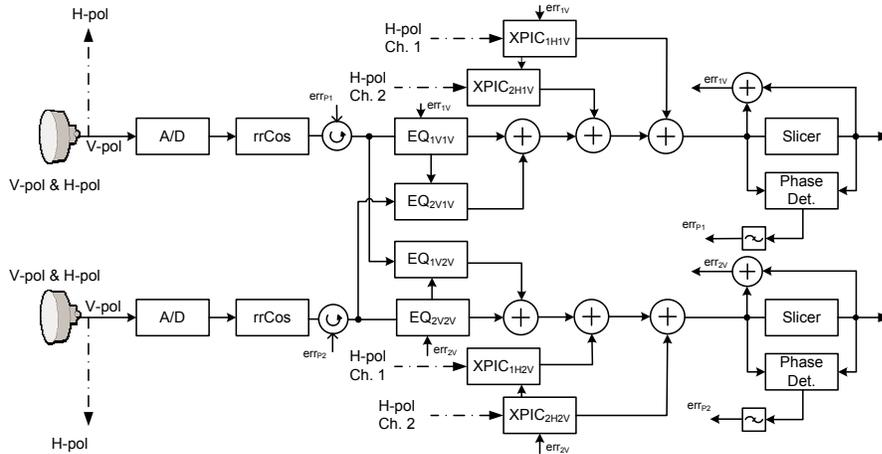 H-pol
err1V
H-pol
Ch. 1
XPIC1H1V
H-pol
Ch. 2
XPIC2H1V
err1V
errP1
err1V
V-pol
A/D
rrCos
EQ1V1V
Slicer
V-pol & H-pol
EQ2V1V
Phase
Det.
errP1
V-pol & H-pol
EQ1V2V
err2V
V-pol
A/D
rrCos
EQ2V2V
Slicer
errP2
err2V
H-pol
Ch. 1
XPIC1H2V
Phase
Det.
H-pol
Ch. 2
XPIC2H2V
errP2
H-pol
err2V